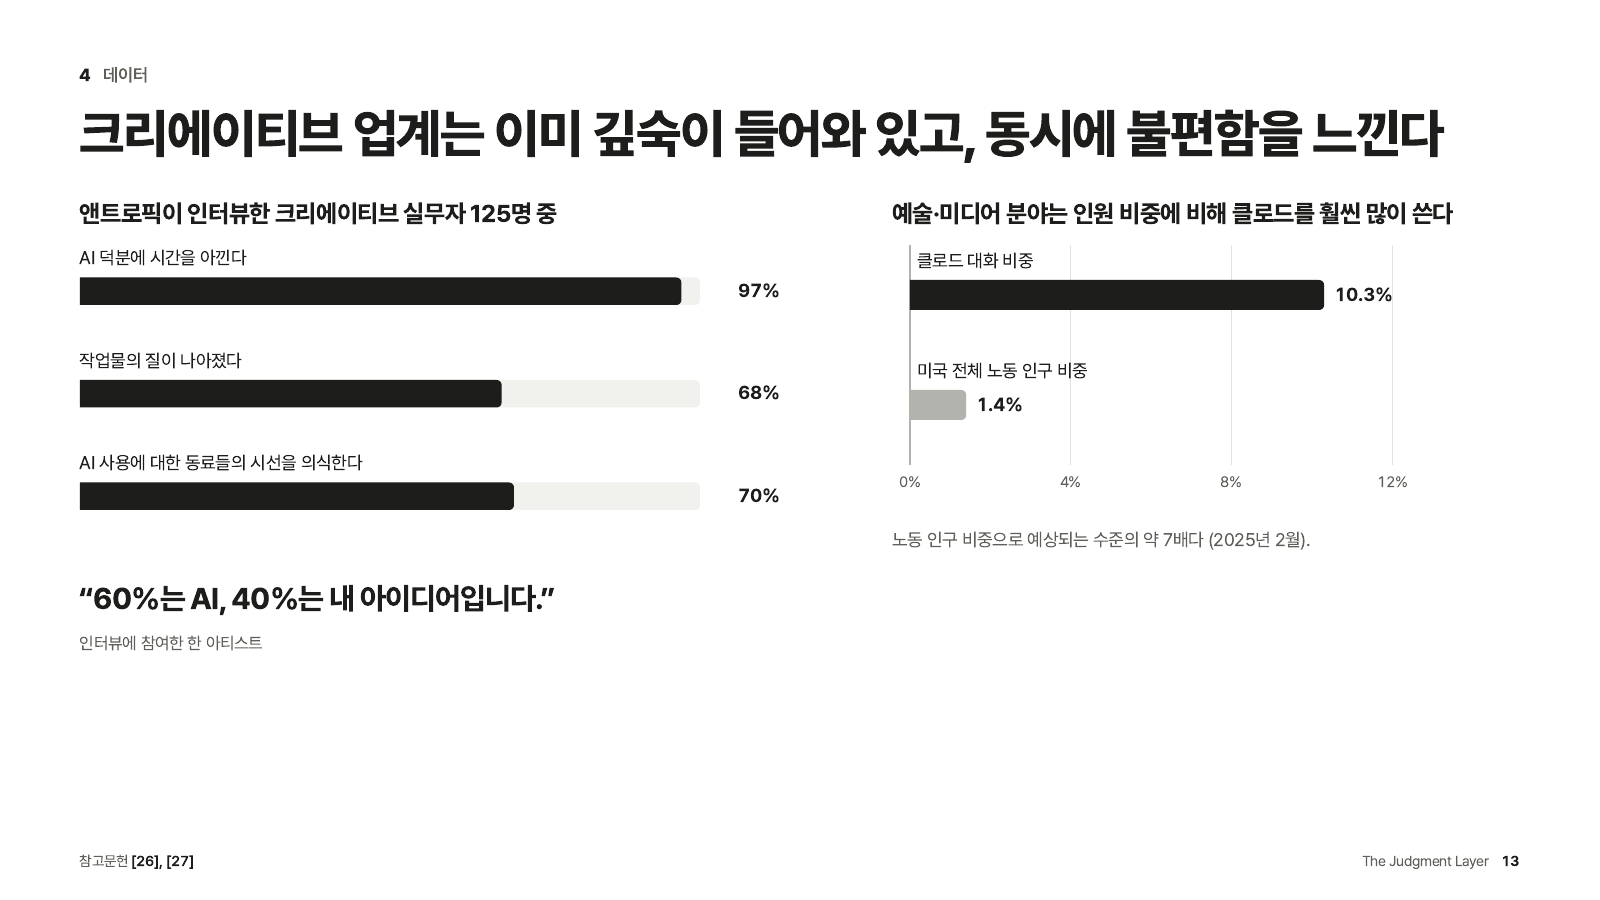 4 데이터
크리에이티브 업계는 이미 깊숙이 들어와 있고, 동시에 불편함을 느낀다
앤트로픽이 인터뷰한 크리에이티브 실무자 125명 중
AI 덕분에 시간을 아낀다
97%
작업물의 질이 나아졌다
68%
AI 사용에 대한 동료들의 시선을 의식한다
70%
“60%는 AI, 40%는 내 아이디어입니다.”
인터뷰에 참여한 한 아티스트
예술·미디어 분야는 인원 비중에 비해 클로드를 훨씬 많이 쓴다
클로드 대화 비중
10.3%
미국 전체 노동 인구 비중
1.4%
0% 4% 8% 12%
노동 인구 비중으로 예상되는 수준의 약 7배다 (2025년 2월).
참고문헌 [26], [27]
The Judgment Layer 13